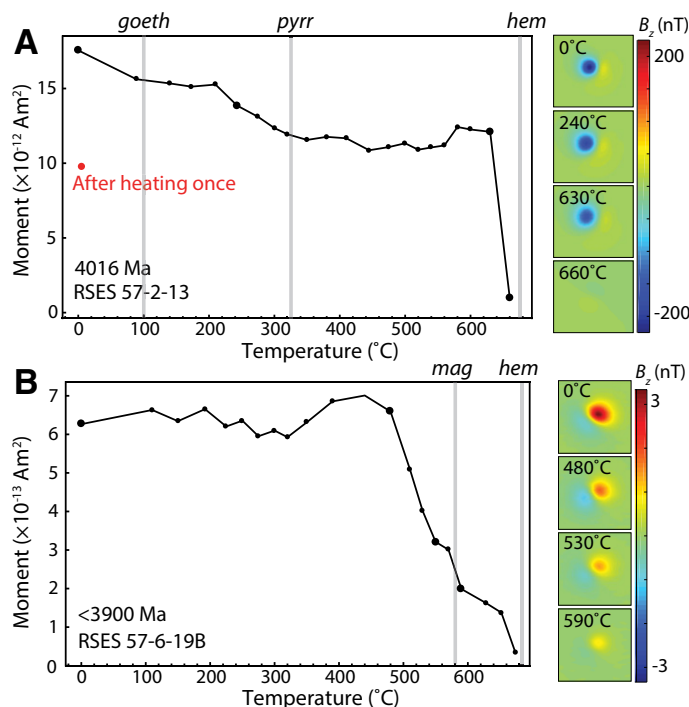 A
goeth
pyrr
hem
B_z (nT)
200
-200
0˚C
240˚C
630˚C
660˚C
Moment (×10⁻¹² Am²)
15
10
5
0
After heating once
4016 Ma
RSES 57-2-13
0 100 200 300 400 500 600
Temperature (˚C)
B
mag
hem
B_z (nT)
3
-3
0˚C
480˚C
530˚C
590˚C
Moment (×10⁻¹³ Am²)
7
6
5
4
3
2
1
0
<3900 Ma
RSES 57-6-19B
0 100 200 300 400 500 600
Temperature (˚C)